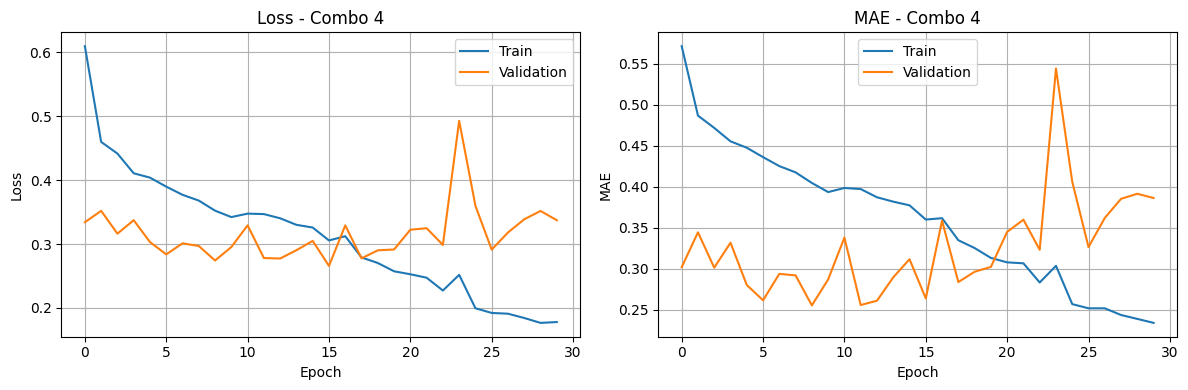 Loss - Combo 4
Train
Validation
0.6
0.5
0.4
0.3
0.2
Loss
0 5 10 15 20 25 30
Epoch
MAE - Combo 4
Train
Validation
0.55
0.50
0.45
0.40
0.35
0.30
0.25
MAE
0 5 10 15 20 25 30
Epoch